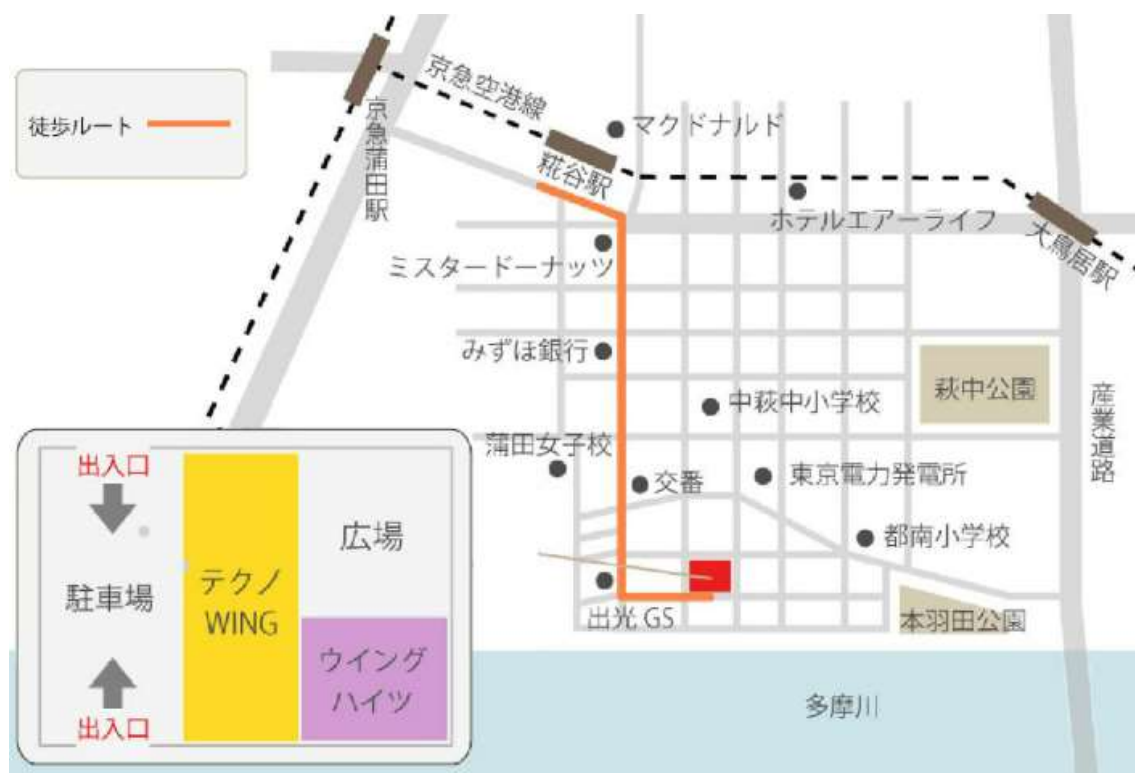 徒歩ルート
京急空港線
マクドナルド
京急蒲田駅
糀谷駅
ホテルエアーライフ
大鳥居駅
ミスタードーナッツ
みずほ銀行
萩中公園
中萩中小学校
産業道路
蒲田女子校
交番
東京電力発電所
都南小学校
出光 GS
本羽田公園
多摩川
出入口
広場
テクノ
WING
駐車場
ウイング
ハイツ
出入口